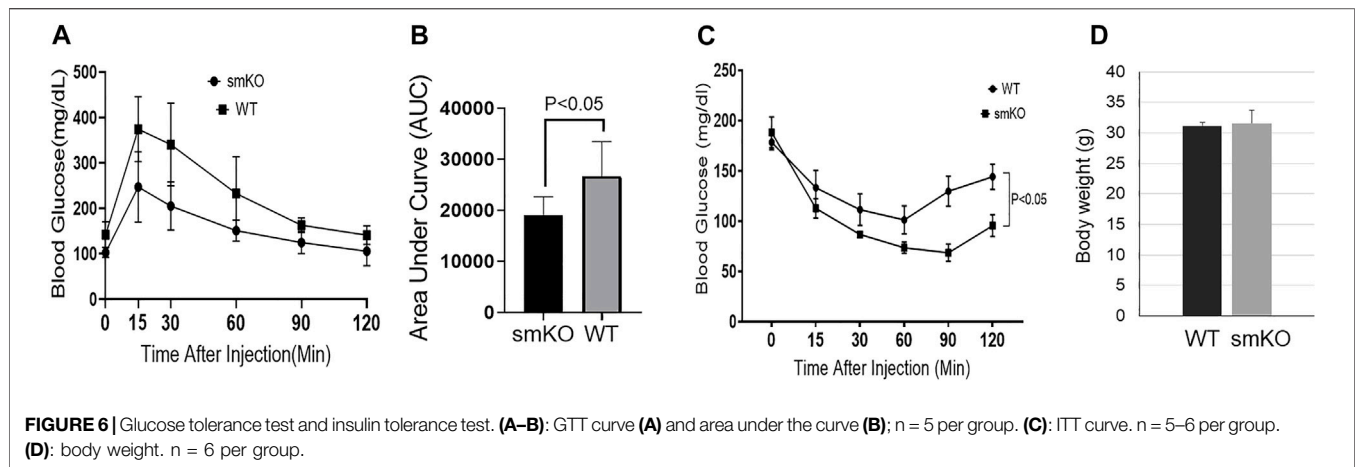 A
Blood Glucose(mg/dL)
500
400
300
200
100
0
smKO
WT
0 15 30 60 90 120
Time After Injection(Min)
B
Area Under Curve (AUC)
40000
30000
20000
10000
0
P<0.05
smKO WT
C
Blood Glucose (mg/dl)
250
200
150
100
50
0
WT
smKO
P<0.05
0 15 30 60 90 120
Time After Injection (Min)
D
Body weight (g)
40
35
30
25
20
15
10
5
0
WT smKO
FIGURE 6 | Glucose tolerance test and insulin tolerance test. (A–B): GTT curve (A) and area under the curve (B); n = 5 per group. (C): ITT curve. n = 5–6 per group.
(D): body weight. n = 6 per group.